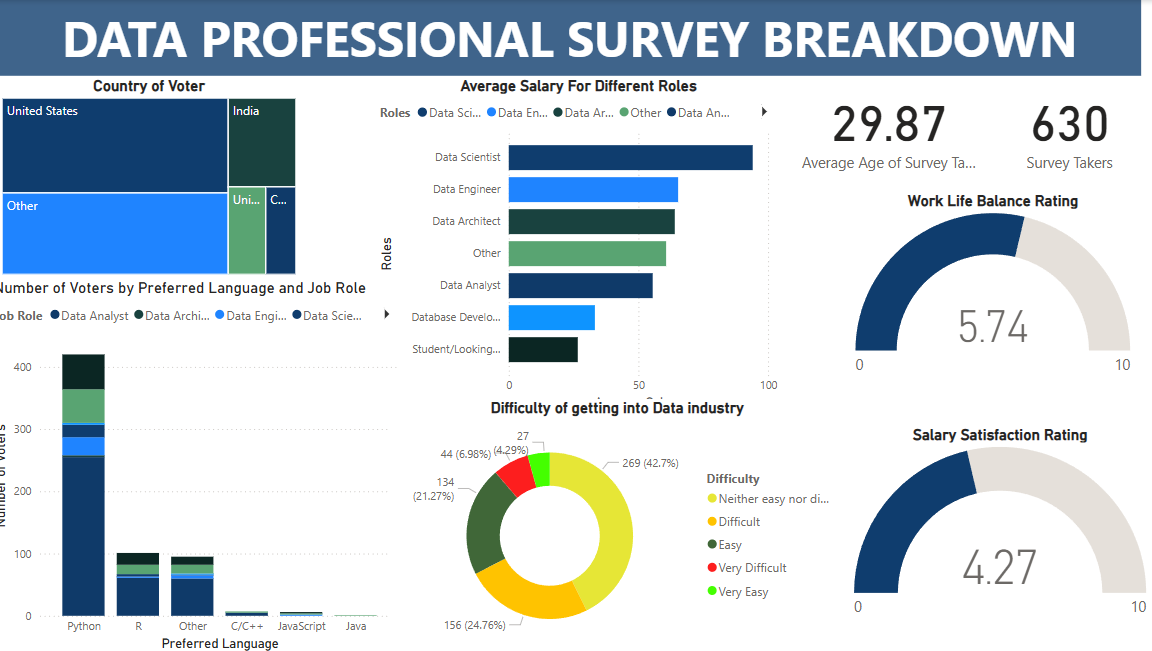 DATA PROFESSIONAL SURVEY BREAKDOWN
Country of Voter
United States
India
Other
Uni...
C...
Average Salary For Different Roles
Roles Data Sci... Data En... Data Ar... Other Data An...
Roles
Data Scientist
Data Engineer
Data Architect
Other
Data Analyst
Database Develo...
Student/Looking...
0 50 100
29.87
Average Age of Survey Ta...
630
Survey Takers
Work Life Balance Rating
5.74
0 10
Number of Voters by Preferred Language and Job Role
ob Role Data Analyst Data Archi... Data Engi... Data Scie...
Number of Voters
400
300
200
100
0
Python R Other C/C++ JavaScript Java
Preferred Language
Difficulty of getting into Data industry
27
(4.29%)
44 (6.98%)
269 (42.7%)
134
(21.27%)
156 (24.76%)
Difficulty
Neither easy nor di...
Difficult
Easy
Very Difficult
Very Easy
Salary Satisfaction Rating
4.27
0 10